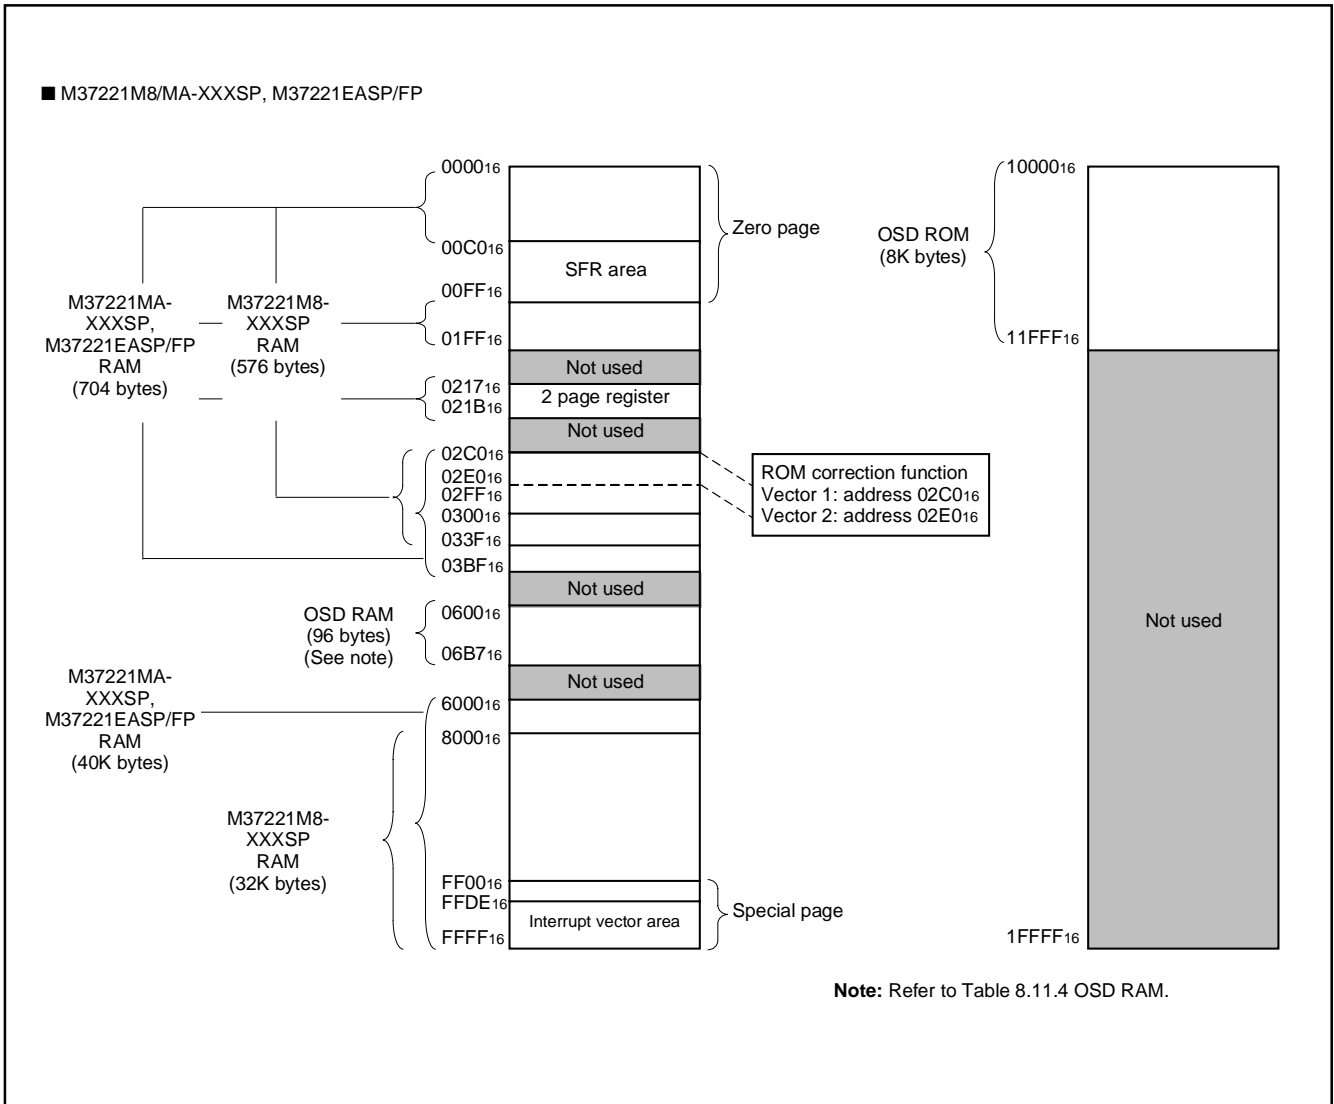 ■ M37221M8/MA-XXXSP, M37221EASP/FP
000016
00C016
00FF16
01FF16
021716
021B16
02C016
02E016
02FF16
030016
033F16
03BF16
060016
06B716
600016
800016
FF0016
FFDE16
FFFF16
M37221MA-
XXXSP,
M37221EASP/FP
RAM
(704 bytes)
M37221M8-
XXXSP
RAM
(576 bytes)
OSD RAM
(96 bytes)
(See note)
M37221MA-
XXXSP,
M37221EASP/FP
RAM
(40K bytes)
M37221M8-
XXXSP
RAM
(32K bytes)
SFR area
Not used
2 page register
Not used
Not used
Not used
Interrupt vector area
Zero page
ROM correction function
Vector 1: address 02C016
Vector 2: address 02E016
Special page
OSD ROM
(8K bytes)
1000016
11FFF16
1FFFF16
Not used
Note: Refer to Table 8.11.4 OSD RAM.